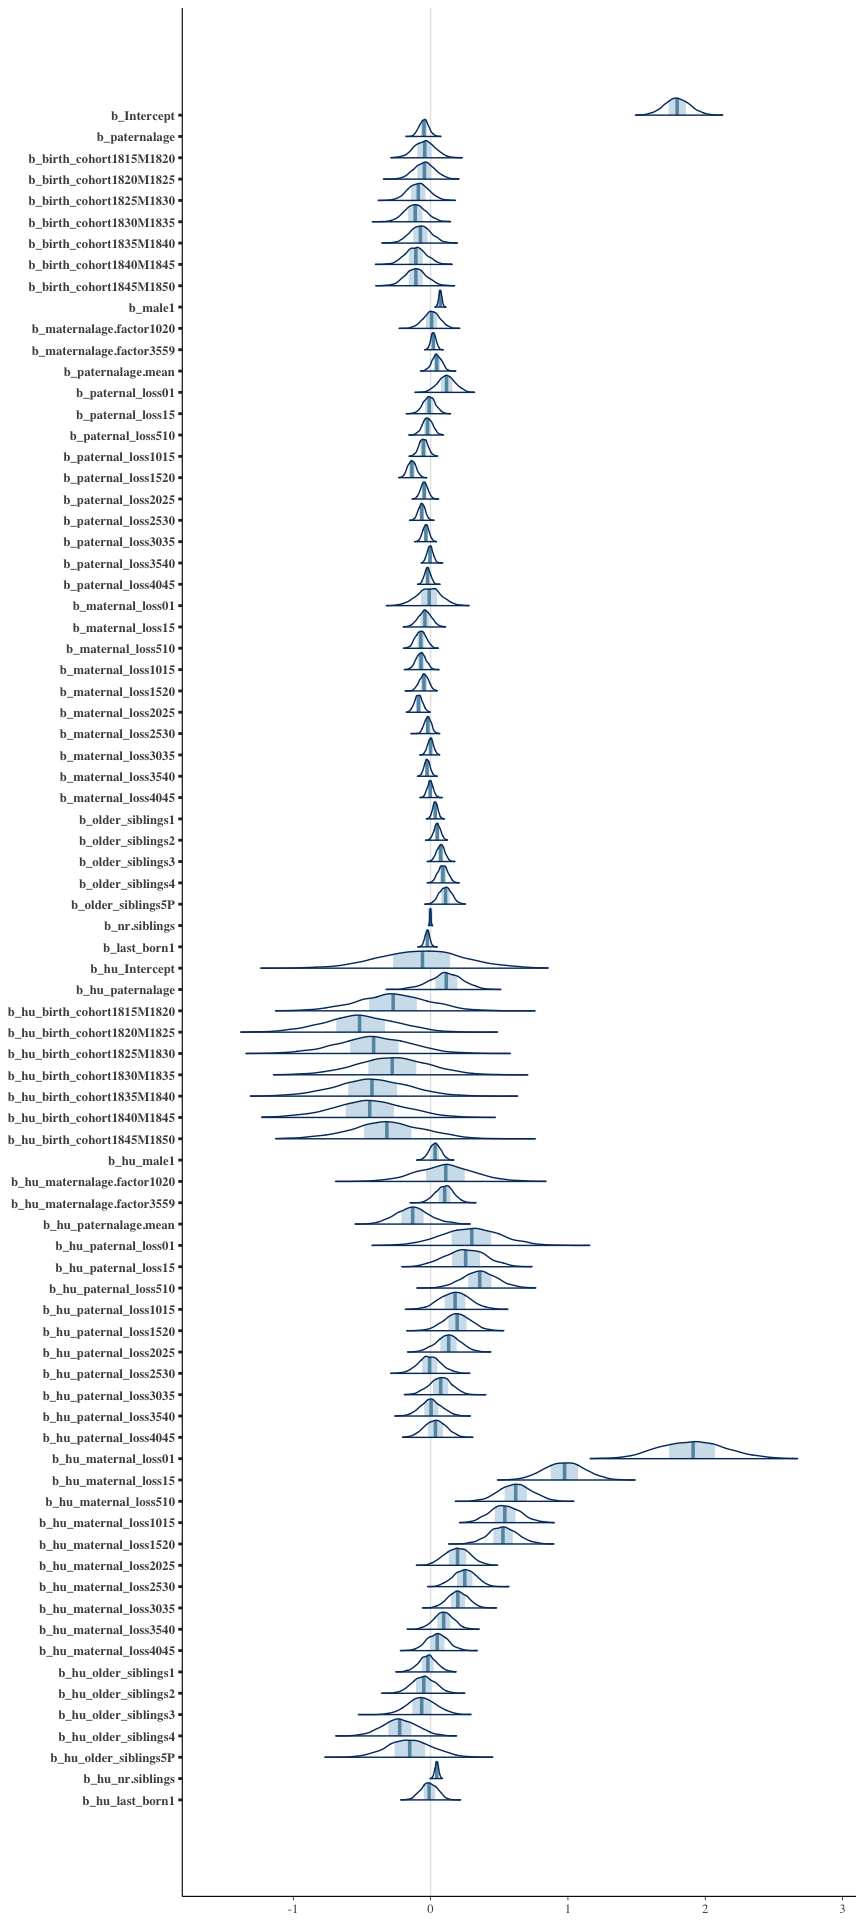 b_Intercept
b_paternalage
b_birth_cohort1815M1820
b_birth_cohort1820M1825
b_birth_cohort1825M1830
b_birth_cohort1830M1835
b_birth_cohort1835M1840
b_birth_cohort1840M1845
b_birth_cohort1845M1850
b_male1
b_maternalage.factor1020
b_maternalage.factor3559
b_paternalage.mean
b_paternal_loss01
b_paternal_loss15
b_paternal_loss510
b_paternal_loss1015
b_paternal_loss1520
b_paternal_loss2025
b_paternal_loss2530
b_paternal_loss3035
b_paternal_loss3540
b_paternal_loss4045
b_maternal_loss01
b_maternal_loss15
b_maternal_loss510
b_maternal_loss1015
b_maternal_loss1520
b_maternal_loss2025
b_maternal_loss2530
b_maternal_loss3035
b_maternal_loss3540
b_maternal_loss4045
b_older_siblings1
b_older_siblings2
b_older_siblings3
b_older_siblings4
b_older_siblings5P
b_nr.siblings
b_last_born1
b_hu_Intercept
b_hu_paternalage
b_hu_birth_cohort1815M1820
b_hu_birth_cohort1820M1825
b_hu_birth_cohort1825M1830
b_hu_birth_cohort1830M1835
b_hu_birth_cohort1835M1840
b_hu_birth_cohort1840M1845
b_hu_birth_cohort1845M1850
b_hu_male1
b_hu_maternalage.factor1020
b_hu_maternalage.factor3559
b_hu_paternalage.mean
b_hu_paternal_loss01
b_hu_paternal_loss15
b_hu_paternal_loss510
b_hu_paternal_loss1015
b_hu_paternal_loss1520
b_hu_paternal_loss2025
b_hu_paternal_loss2530
b_hu_paternal_loss3035
b_hu_paternal_loss3540
b_hu_paternal_loss4045
b_hu_maternal_loss01
b_hu_maternal_loss15
b_hu_maternal_loss510
b_hu_maternal_loss1015
b_hu_maternal_loss1520
b_hu_maternal_loss2025
b_hu_maternal_loss2530
b_hu_maternal_loss3035
b_hu_maternal_loss3540
b_hu_maternal_loss4045
b_hu_older_siblings1
b_hu_older_siblings2
b_hu_older_siblings3
b_hu_older_siblings4
b_hu_older_siblings5P
b_hu_nr.siblings
b_hu_last_born1
-1 0 1 2 3